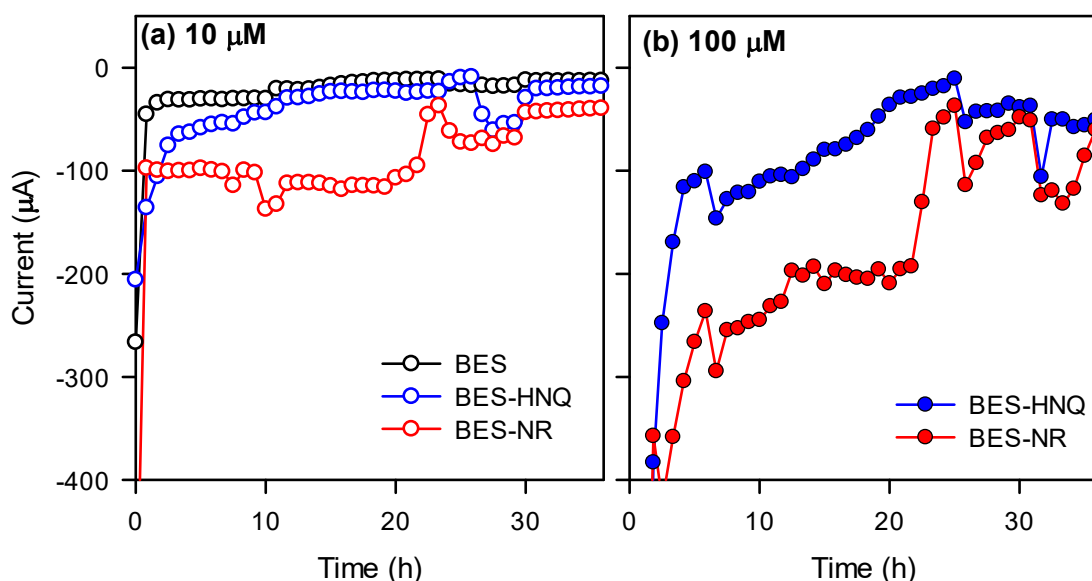 (a) 10 μM
(b) 100 μM
Current (μA)
0
-100
-200
-300
-400
BES
BES-HNQ
BES-NR
BES-HNQ
BES-NR
0
10
20
30
0
10
20
30
Time (h)
Time (h)